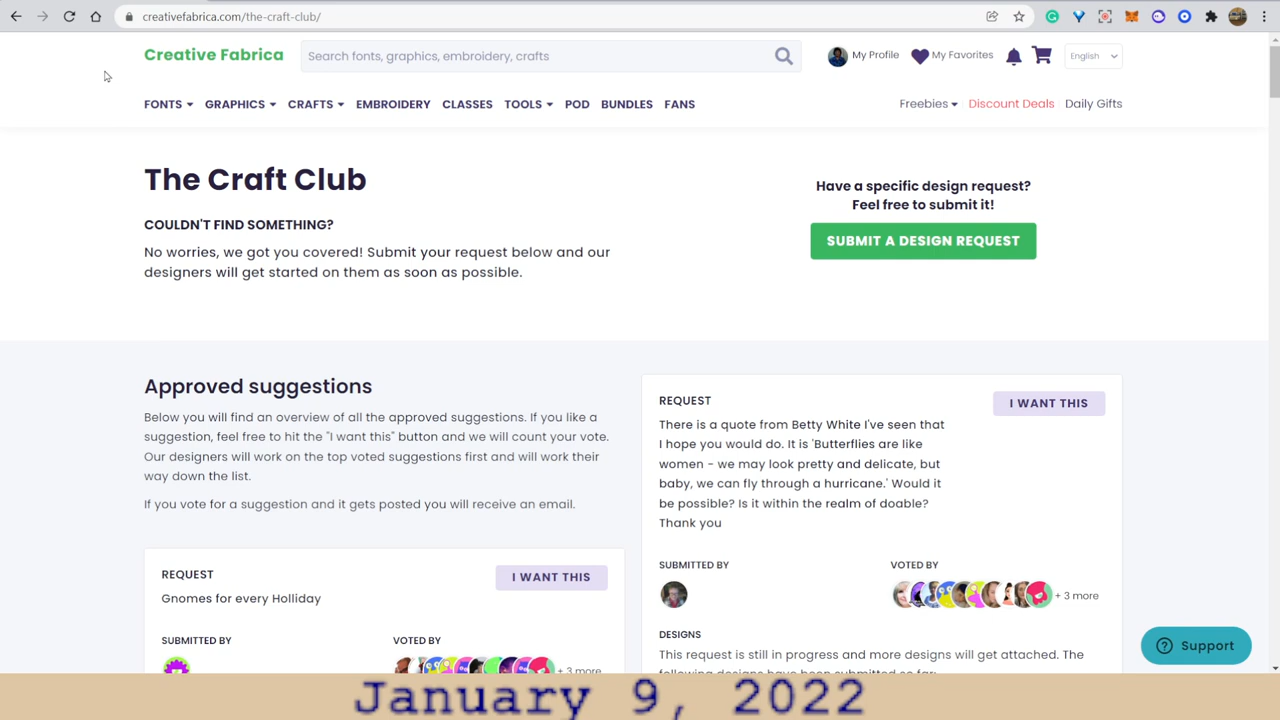 creativefabrica.com/the-craft-club/
Creative Fabrica
Search fonts, graphics, embroidery, crafts
My Profile
My Favorites
English
FONTS
GRAPHICS
CRAFTS
EMBROIDERY
CLASSES
TOOLS
POD
BUNDLES
FANS
Freebies
Discount Deals
Daily Gifts
The Craft Club
COULDN'T FIND SOMETHING?
No worries, we got you covered! Submit your request below and our
designers will get started on them as soon as possible.
Have a specific design request?
Feel free to submit it!
SUBMIT A DESIGN REQUEST
Approved suggestions
Below you will find an overview of all the approved suggestions. If you like a
suggestion, feel free to hit the "I want this" button and we will count your vote.
Our designers will work on the top voted suggestions first and will work their
way down the list.
If you vote for a suggestion and it gets posted you will receive an email.
REQUEST
I WANT THIS
Gnomes for every Holliday
SUBMITTED BY
VOTED BY
+ 3 more
REQUEST
I WANT THIS
There is a quote from Betty White I've seen that
I hope you would do. It is 'Butterflies are like
women - we may look pretty and delicate, but
baby, we can fly through a hurricane.' Would it
be possible? Is it within the realm of doable?
Thank you
SUBMITTED BY
VOTED BY
+ 3 more
DESIGNS
This request is still in progress and more designs will get attached. The
following designs have been submitted so far:
Support
January 9, 2022